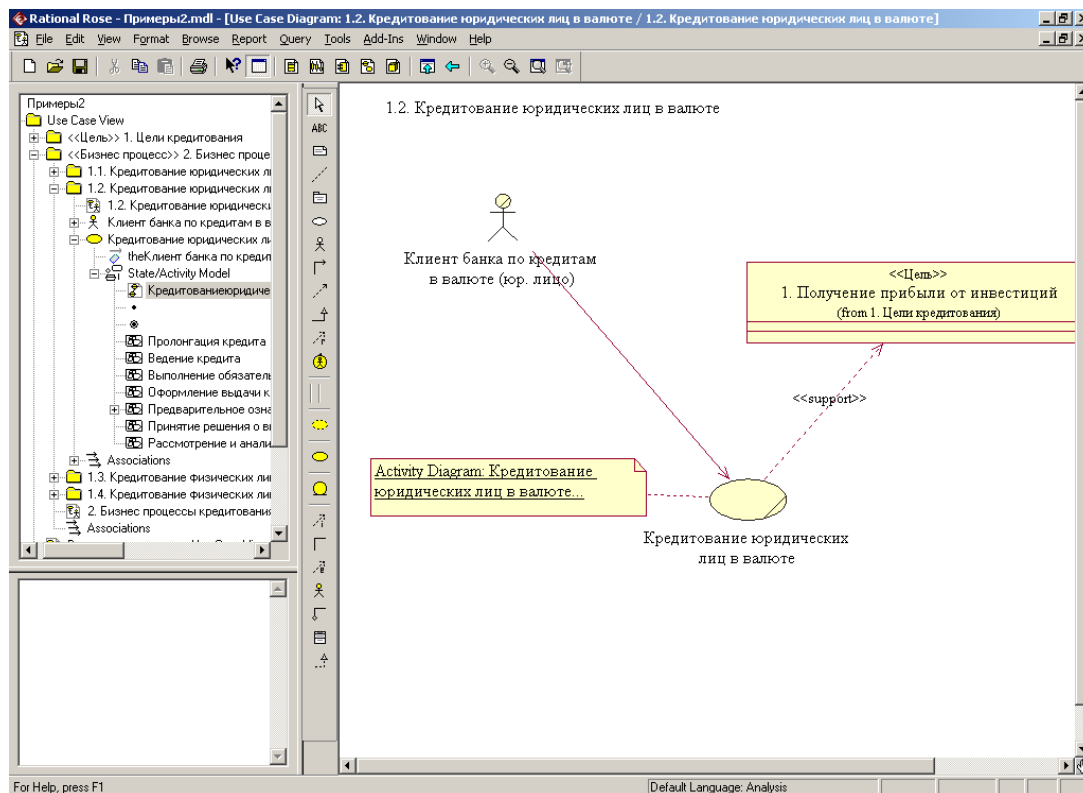 Rational Rose - Примеры2.mdl - [Use Case Diagram: 1.2. Кредитование юридических лиц в валюте / 1.2. Кредитование юридических лиц в валюте]
File Edit View Format Browse Report Query Tools Add-Ins Window Help
Примеры2
Use Case View
<<Цель>> 1. Цели кредитования
<<Бизнес процесс>> 2. Бизнес проце
1.1. Кредитование юридических ли
1.2. Кредитование юридических ли
1.2. Кредитование юридически
Клиент банка по кредитам в в
Кредитование юридических ли
theКлиент банка по кредит
State/Activity Model
Кредитованиеюридиче
Пролонгация кредита
Ведение кредита
Выполнение обязатель
Оформление выдачи к
Предварительное озна
Принятие решения о вы
Рассмотрение и анали
Associations
1.3. Кредитование физических лиц
1.4. Кредитование физических лиц
2. Бизнес процессы кредитования
Associations
ABC
1.2. Кредитование юридических лиц в валюте
Клиент банка по кредитам
в валюте (юр. лицо)
<<Цель>>
1. Получение прибыли от инвестиций
(from 1. Цели кредитования)
<<support>>
Activity Diagram: Кредитование
юридических лиц в валюте...
Кредитование юридических
лиц в валюте
For Help, press F1
Default Language: Analysis